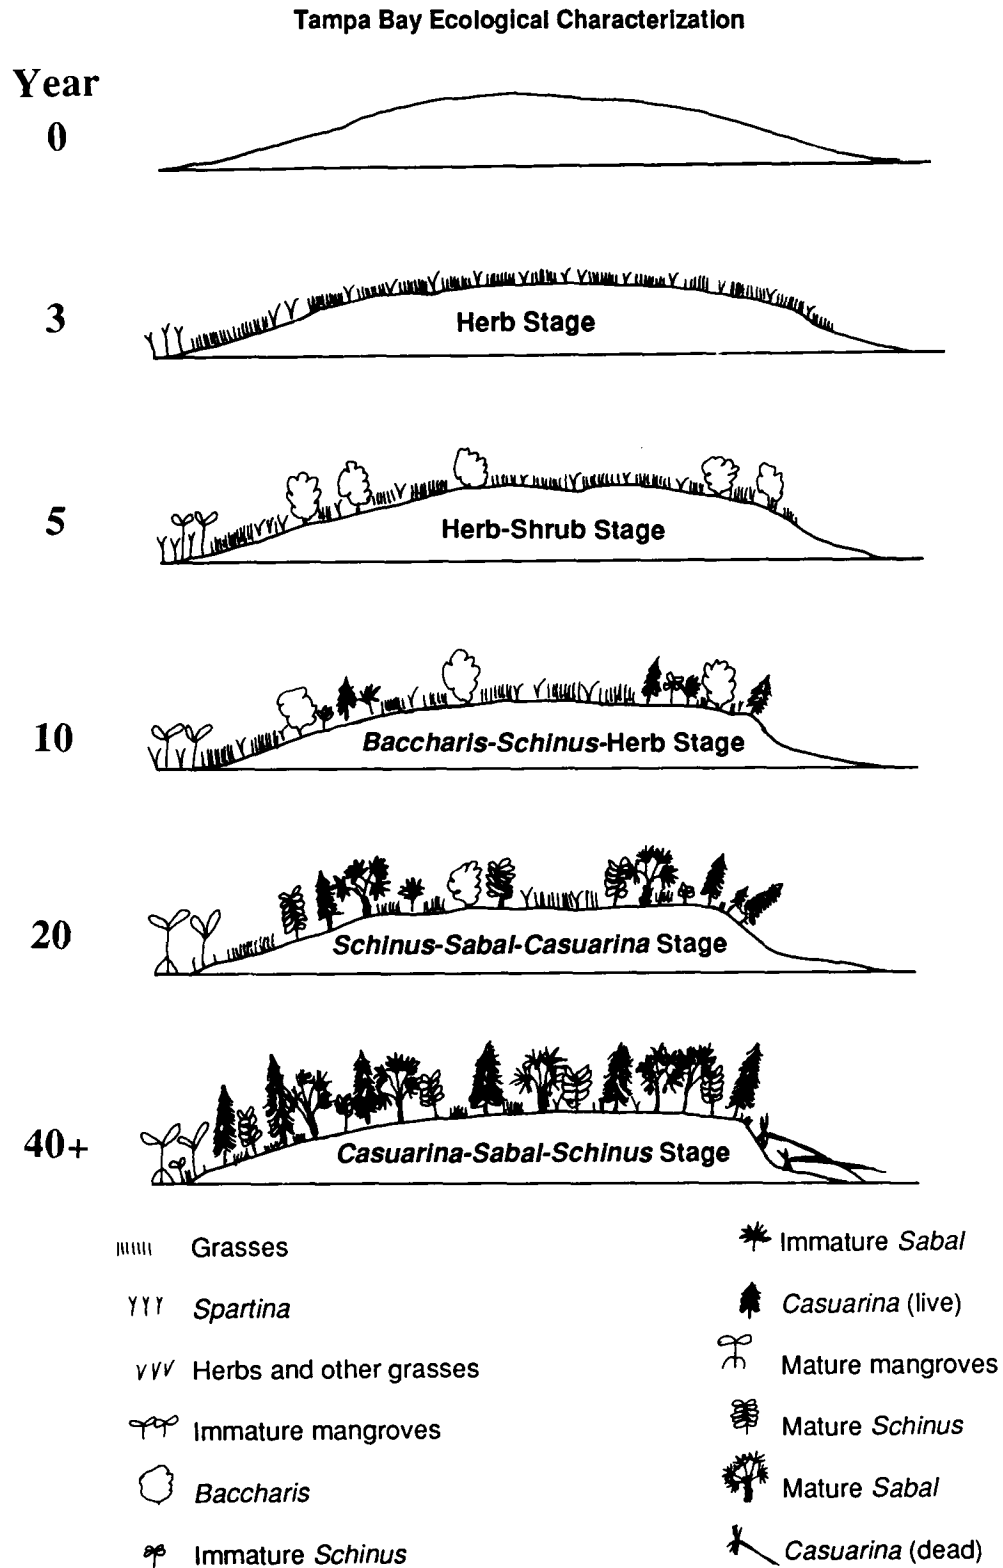 Tampa Bay Ecological Characterization
Year
0
3
Herb Stage
5
Herb-Shrub Stage
10
Baccharis-Schinus-Herb Stage
20
Schinus-Sabal-Casuarina Stage
40+
Casuarina-Sabal-Schinus Stage
Grasses
Spartina
Herbs and other grasses
Immature mangroves
Baccharis
Immature Schinus
Immature Sabal
Casuarina (live)
Mature mangroves
Mature Schinus
Mature Sabal
Casuarina (dead)